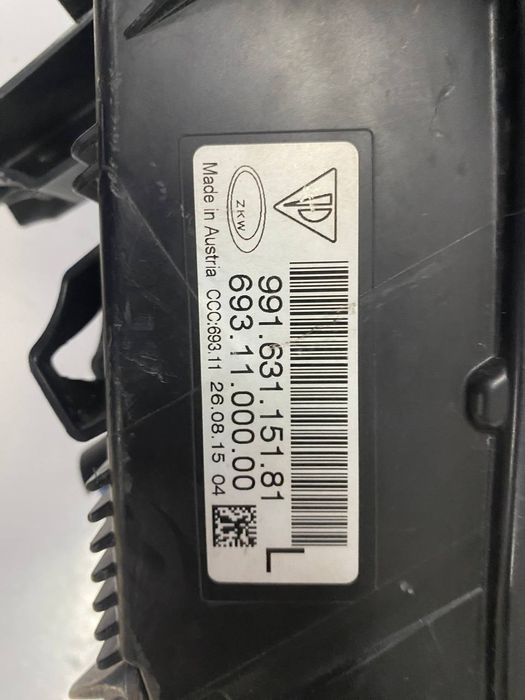 ZKW
991.631.151.81
L
693.11.000.00
Made in Austria CCC:693.11 26.08.15 04